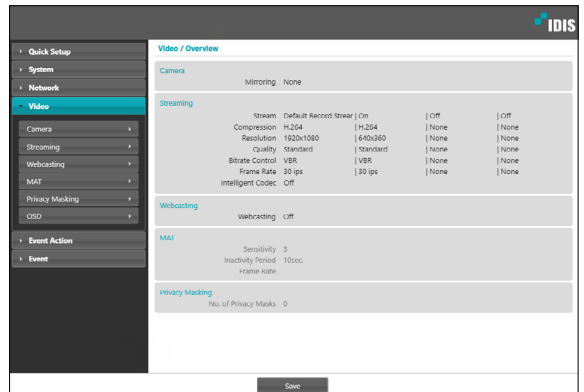 IDIS
Quick Setup
System
Network
Video
Camera
Streaming
Webcasting
MAT
Privacy Masking
OSD
Event Action
Event
Video / Overview
Camera
Mirroring None
Streaming
Stream Default Record Strear | On | Off | Off
Compression H.264 | H.264 | None | None
Resolution 1920x1080 | 640x360 | None | None
Quality Standard | Standard | None | None
Bitrate Control VBR | VBR | None | None
Frame Rate 30 ips | 30 ips | None | None
Intelligent Codec Off
Webcasting
Webcasting Off
MAT
Sensitivity 3
Inactivity Period 10sec.
Frame Rate
Privacy Masking
No. of Privacy Masks 0
Save